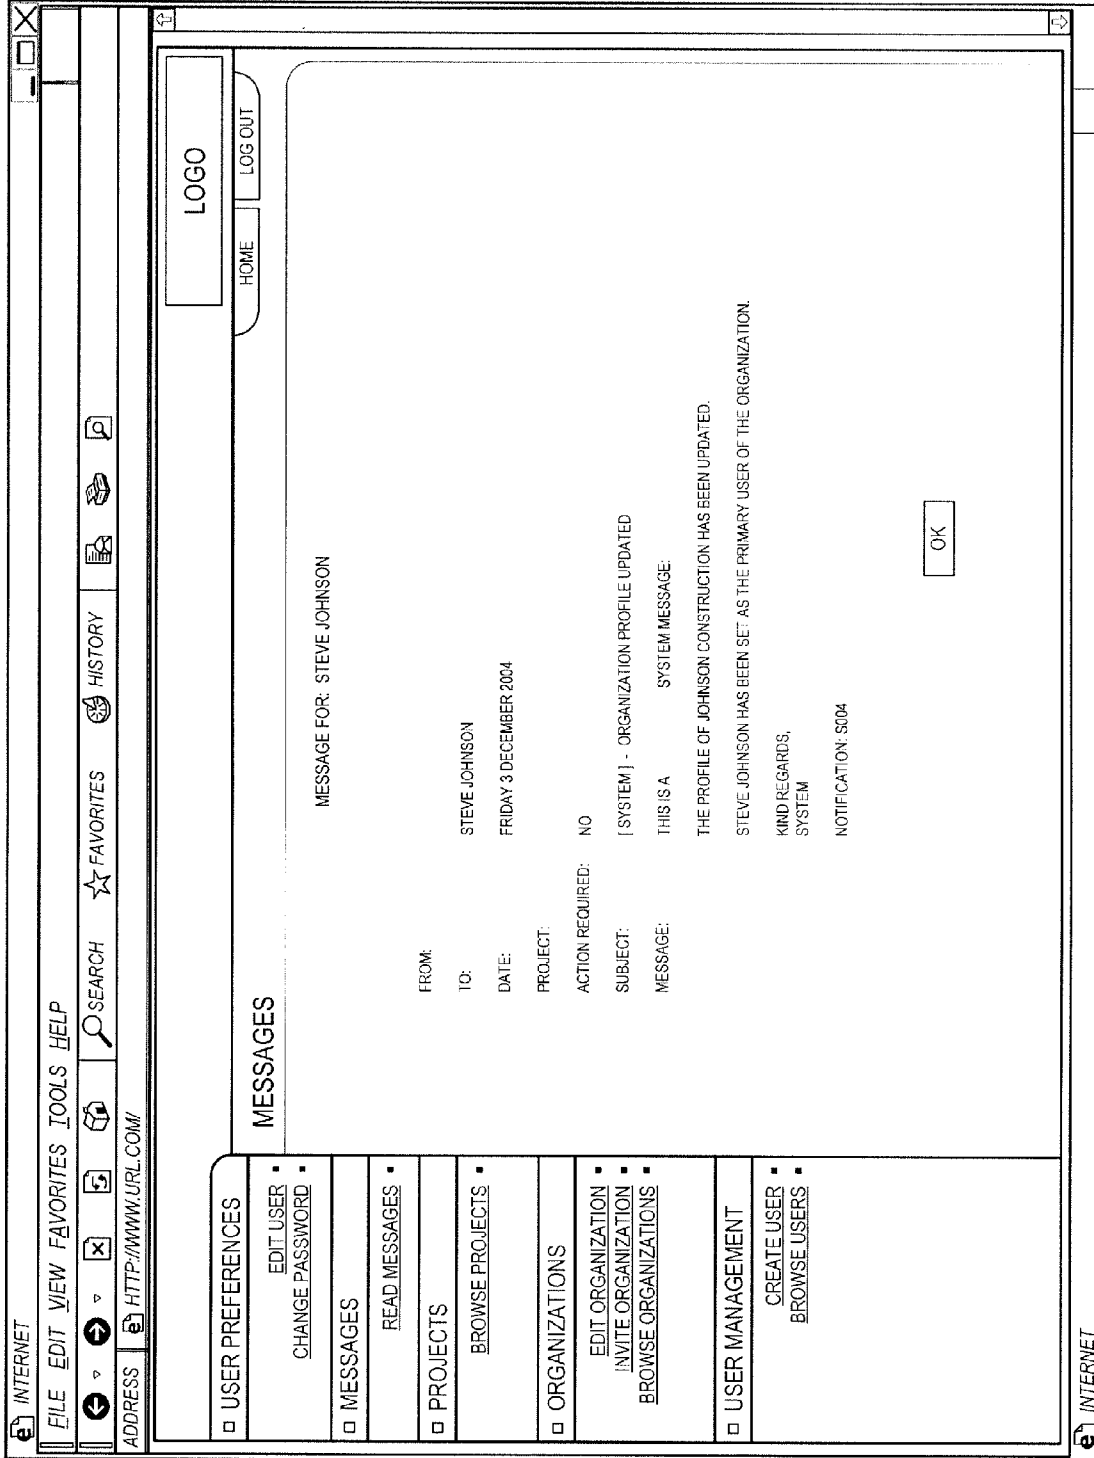 INTERNET
FILE EDIT VIEW FAVORITES TOOLS HELP
SEARCH FAVORITES HISTORY
ADDRESS HTTP://WWW.URL.COM/
LOGO
HOME LOG OUT
USER PREFERENCES
EDIT USER
CHANGE PASSWORD
MESSAGES
READ MESSAGES
PROJECTS
BROWSE PROJECTS
ORGANIZATIONS
EDIT ORGANIZATION
INVITE ORGANIZATION
BROWSE ORGANIZATIONS
USER MANAGEMENT
CREATE USER
BROWSE USERS
MESSAGES
MESSAGE FOR: STEVE JOHNSON
FROM:
TO: STEVE JOHNSON
DATE: FRIDAY 3 DECEMBER 2004
PROJECT:
ACTION REQUIRED: NO
SUBJECT: [SYSTEM] - ORGANIZATION PROFILE UPDATED
MESSAGE: THIS IS A SYSTEM MESSAGE:
THE PROFILE OF JOHNSON CONSTRUCTION HAS BEEN UPDATED.
STEVE JOHNSON HAS BEEN SET AS THE PRIMARY USER OF THE ORGANIZATION.
KIND REGARDS,
SYSTEM
NOTIFICATION: S004
OK
INTERNET